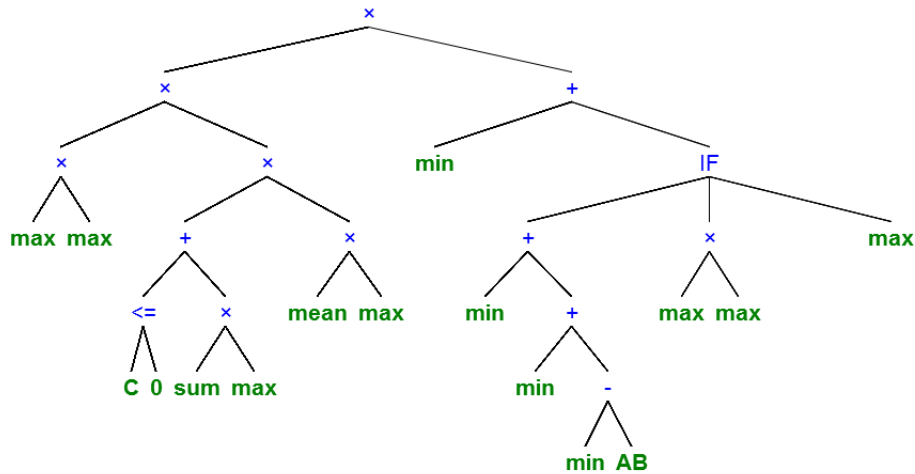 ×
× +
× × min IF
max max + × + × max
<= × mean max min + max max
C 0 sum max min -
min AB